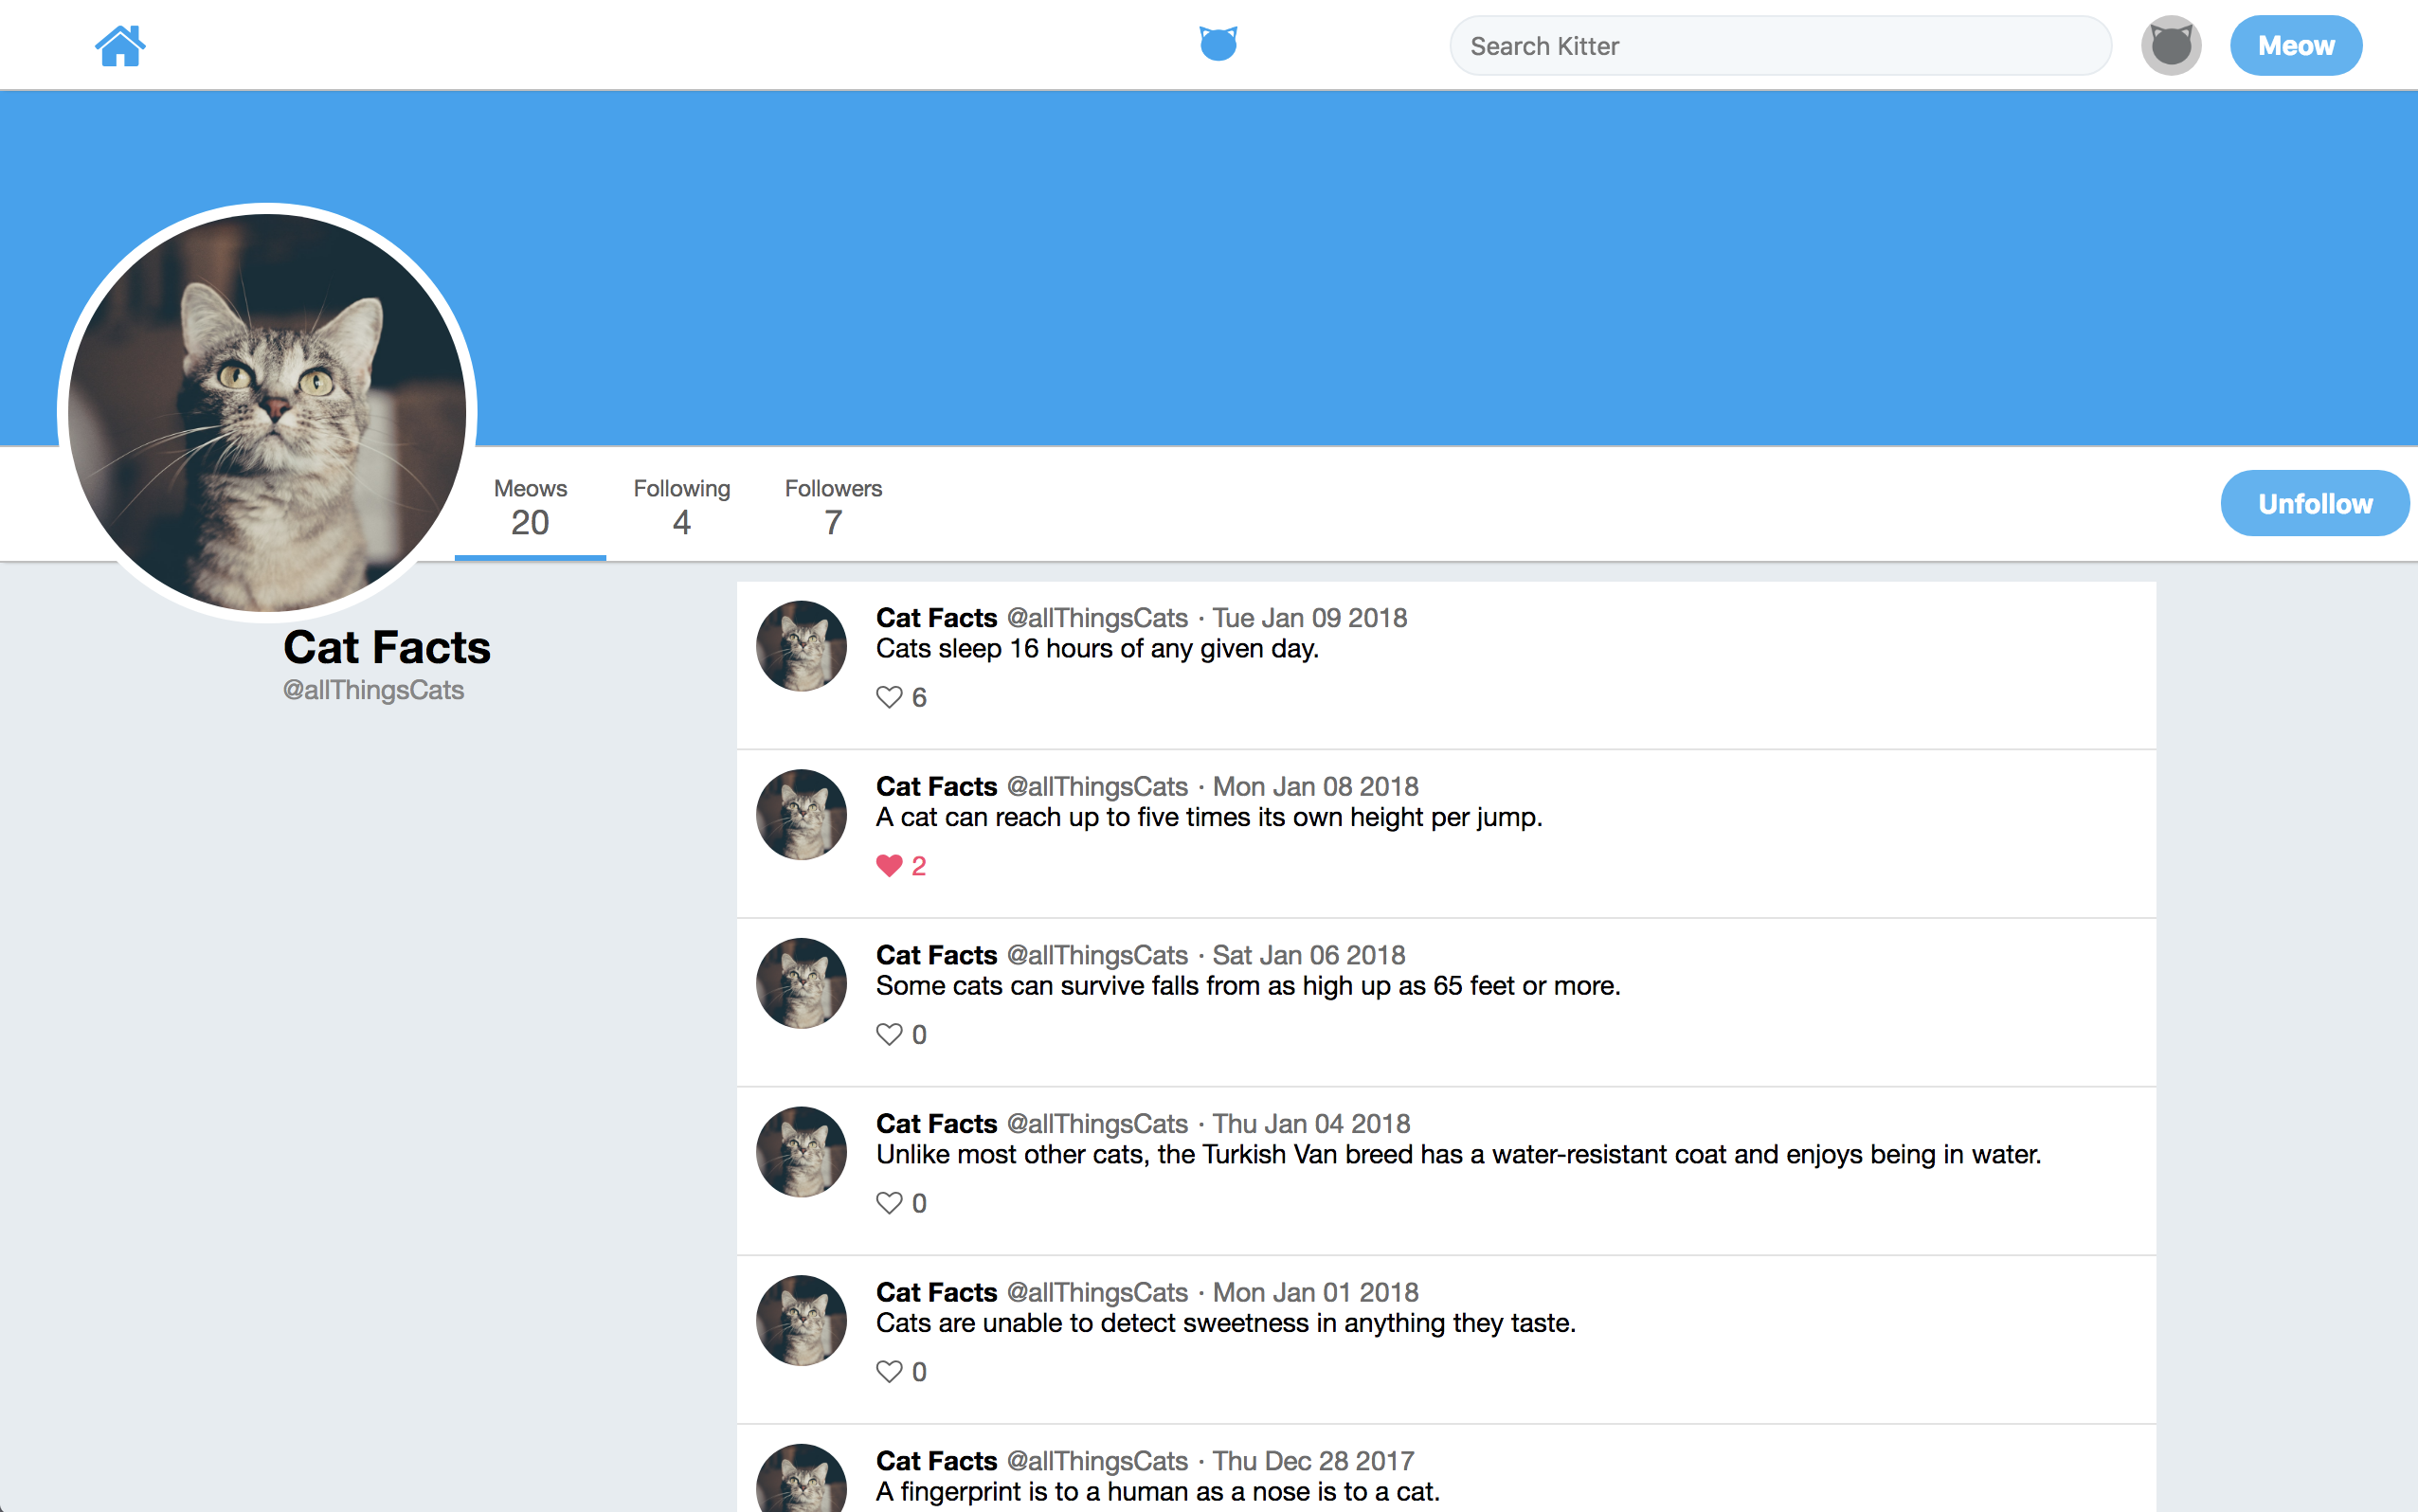 Search Kitter
Meow
Meows
20
Following
4
Followers
7
Unfollow
Cat Facts
@allThingsCats
Cat Facts @allThingsCats · Tue Jan 09 2018
Cats sleep 16 hours of any given day.
6
Cat Facts @allThingsCats · Mon Jan 08 2018
A cat can reach up to five times its own height per jump.
2
Cat Facts @allThingsCats · Sat Jan 06 2018
Some cats can survive falls from as high up as 65 feet or more.
0
Cat Facts @allThingsCats · Thu Jan 04 2018
Unlike most other cats, the Turkish Van breed has a water-resistant coat and enjoys being in water.
0
Cat Facts @allThingsCats · Mon Jan 01 2018
Cats are unable to detect sweetness in anything they taste.
0
Cat Facts @allThingsCats · Thu Dec 28 2017
A fingerprint is to a human as a nose is to a cat.